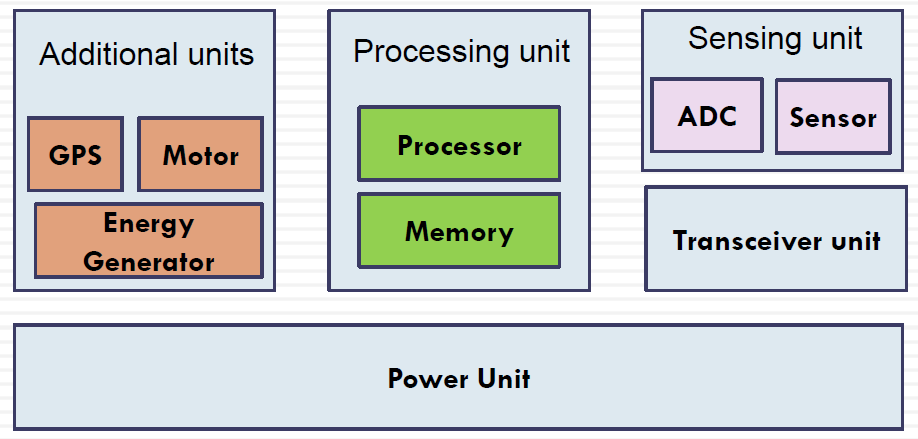 Additional units
GPS
Motor
Energy
Generator
Processing unit
Processor
Memory
Sensing unit
ADC
Sensor
Transceiver unit
Power Unit